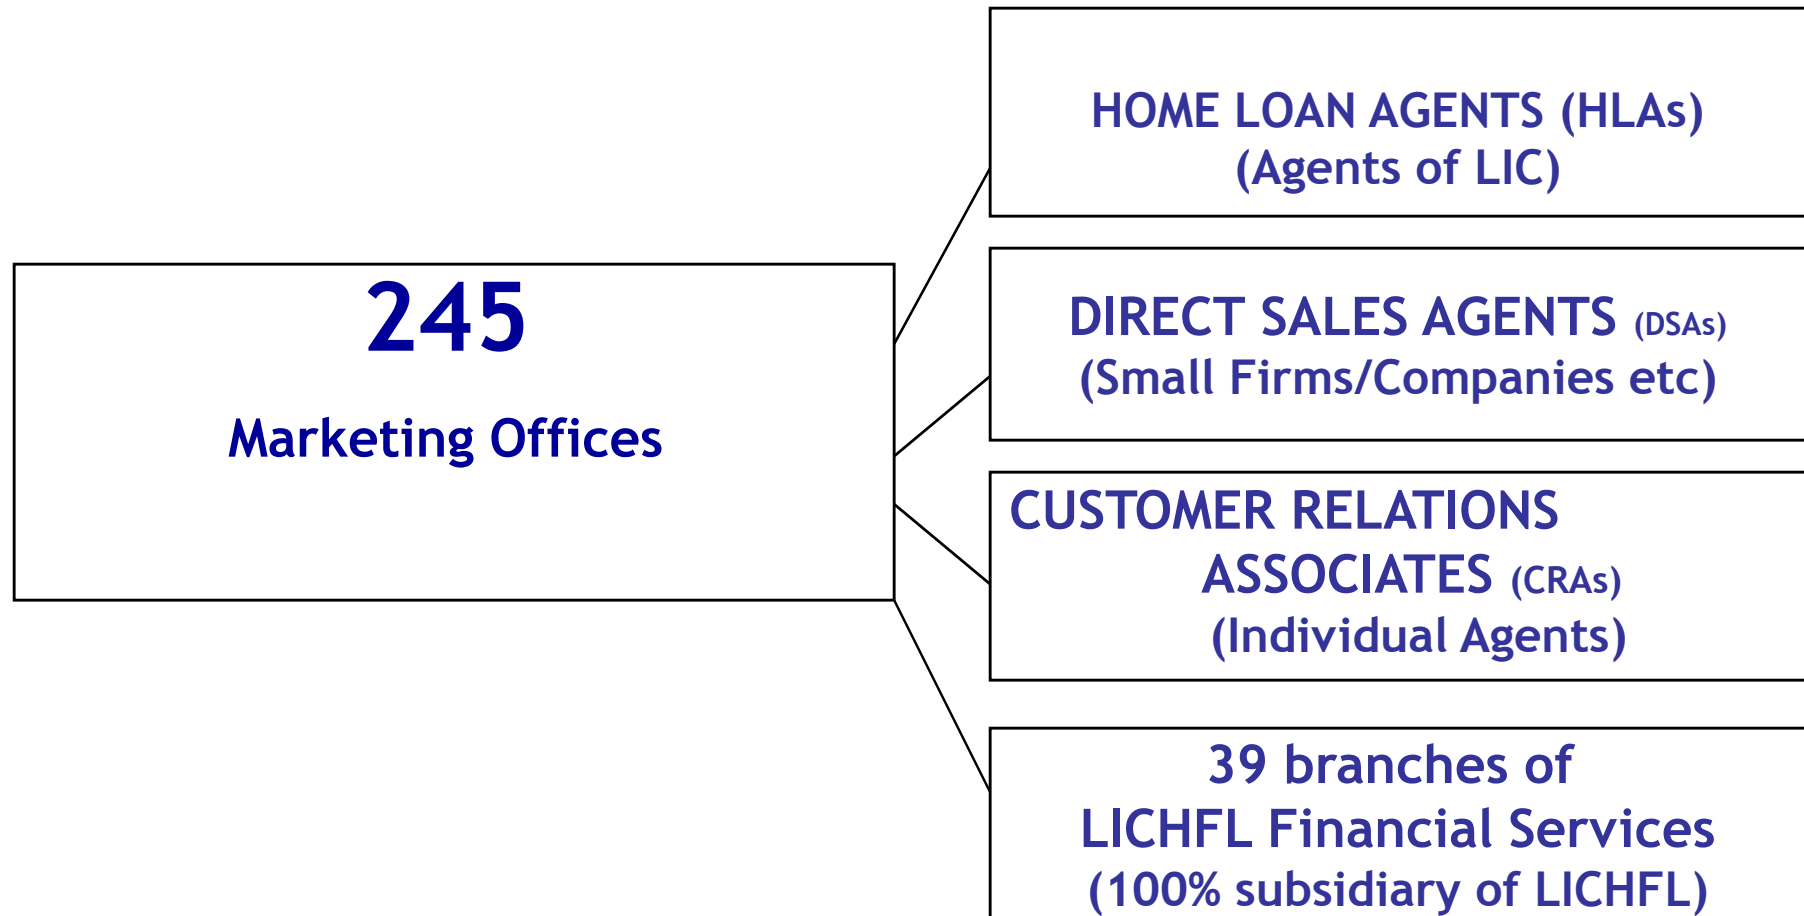 245
Marketing Offices
HOME LOAN AGENTS (HLAs)
(Agents of LIC)
DIRECT SALES AGENTS (DSAs)
(Small Firms/Companies etc)
CUSTOMER RELATIONS
ASSOCIATES (CRAs)
(Individual Agents)
39 branches of
LICHFL Financial Services
(100% subsidiary of LICHFL)